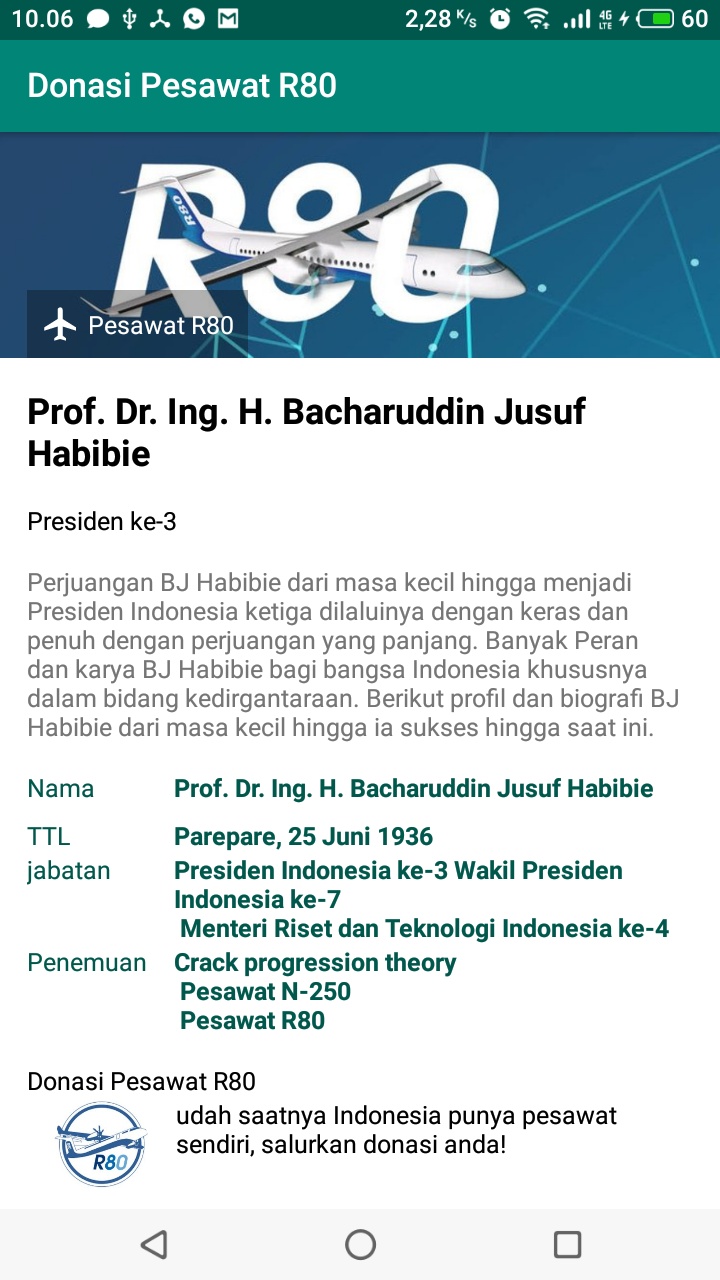 10.06
2,28 K/s
4G
LTE
60
Donasi Pesawat R80
R80
R80
Pesawat R80
Prof. Dr. Ing. H. Bacharuddin Jusuf
Habibie
Presiden ke-3
Perjuangan BJ Habibie dari masa kecil hingga menjadi
Presiden Indonesia ketiga dilaluinya dengan keras dan
penuh dengan perjuangan yang panjang. Banyak Peran
dan karya BJ Habibie bagi bangsa Indonesia khususnya
dalam bidang kedirgantaraan. Berikut profil dan biografi BJ
Habibie dari masa kecil hingga ia sukses hingga saat ini.
Nama Prof. Dr. Ing. H. Bacharuddin Jusuf Habibie
TTL Parepare, 25 Juni 1936
jabatan Presiden Indonesia ke-3 Wakil Presiden
Indonesia ke-7
Menteri Riset dan Teknologi Indonesia ke-4
Penemuan Crack progression theory
Pesawat N-250
Pesawat R80
Donasi Pesawat R80
udah saatnya Indonesia punya pesawat
sendiri, salurkan donasi anda!
R80